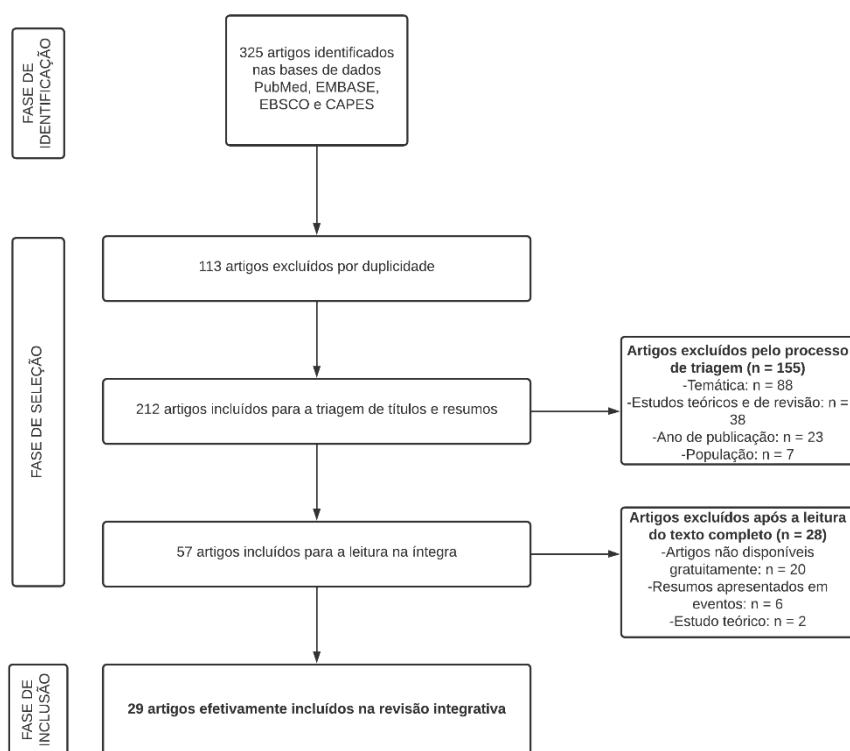 FASE DE
IDENTIFICAÇÃO
325 artigos identificados
nas bases de dados
PubMed, EMBASE,
EBSCO e CAPES
FASE DE SELEÇÃO
113 artigos excluídos por duplicidade
212 artigos incluídos para a triagem de títulos e resumos
Artigos excluídos pelo processo
de triagem (n = 155)
-Temática: n = 88
-Estudos teóricos e de revisão: n =
38
-Ano de publicação: n = 23
-População: n = 7
57 artigos incluídos para a leitura na íntegra
Artigos excluídos após a leitura
do texto completo (n = 28)
-Artigos não disponíveis
gratuitamente: n = 20
-Resumos apresentados em
eventos: n = 6
-Estudo teórico: n = 2
FASE DE
INCLUSÃO
29 artigos efetivamente incluídos na revisão integrativa